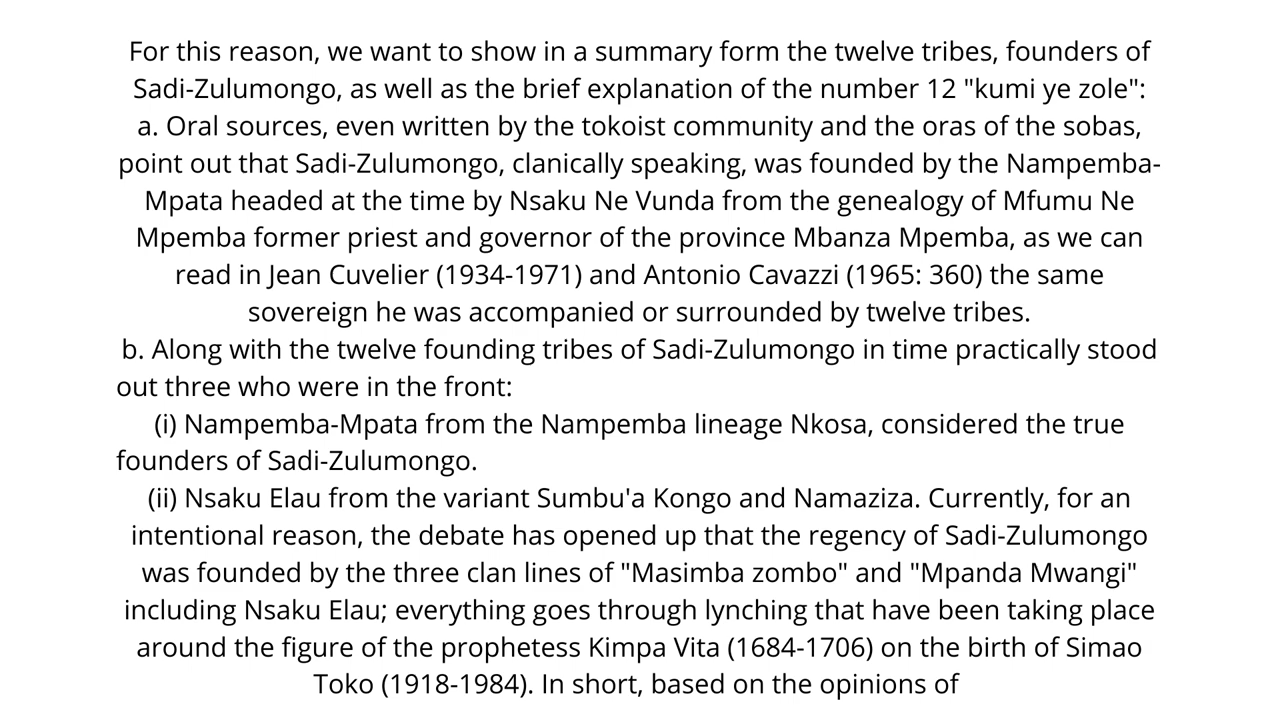 For this reason, we want to show in a summary form the twelve tribes, founders of
Sadi-Zulumongo, as well as the brief explanation of the number 12 "kumi ye zole":
a. Oral sources, even written by the tokoist community and the oras of the sobas,
point out that Sadi-Zulumongo, clanically speaking, was founded by the Nampemba-
Mpata headed at the time by Nsaku Ne Vunda from the genealogy of Mfumu Ne
Mpemba former priest and governor of the province Mbanza Mpemba, as we can
read in Jean Cuvelier (1934-1971) and Antonio Cavazzi (1965: 360) the same
sovereign he was accompanied or surrounded by twelve tribes.
b. Along with the twelve founding tribes of Sadi-Zulumongo in time practically stood
out three who were in the front:
(i) Nampemba-Mpata from the Nampemba lineage Nkosa, considered the true
founders of Sadi-Zulumongo.
(ii) Nsaku Elau from the variant Sumbu'a Kongo and Namaziza. Currently, for an
intentional reason, the debate has opened up that the regency of Sadi-Zulumongo
was founded by the three clan lines of "Masimba zombo" and "Mpanda Mwangi"
including Nsaku Elau; everything goes through lynching that have been taking place
around the figure of the prophetess Kimpa Vita (1684-1706) on the birth of Simao
Toko (1918-1984). In short, based on the opinions of